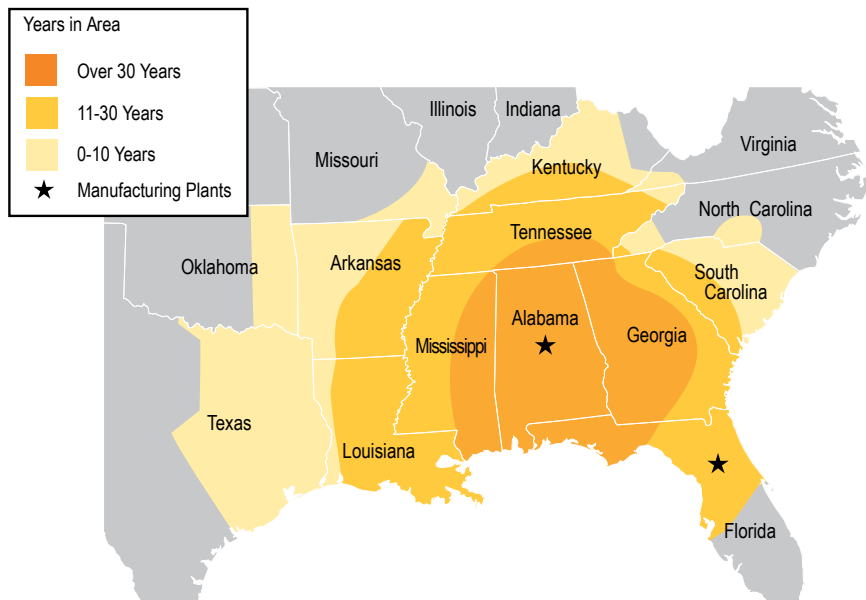 Years in Area
Over 30 Years
11-30 Years
0-10 Years
Manufacturing Plants
Illinois
Indiana
Missouri
Kentucky
Virginia
North Carolina
Tennessee
Oklahoma
Arkansas
South
Carolina
Mississippi
Alabama
Georgia
Texas
Louisiana
Florida